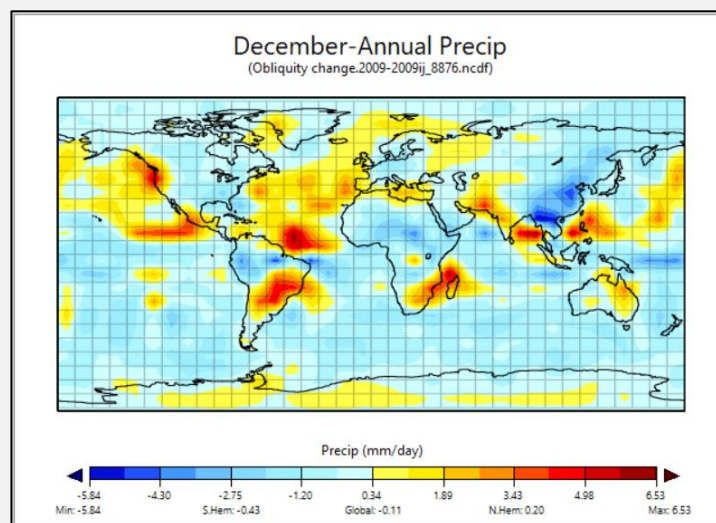 December-Annual Precip
(Obliquity change.2009-2009ij_8876.ncdf)
Precip (mm/day)
-5.84 -4.30 -2.75 -1.20 0.34 1.89 3.43 4.98 6.53
Min: -5.84 S.Hem: -0.43 Global: -0.11 N.Hem: 0.20 Max: 6.53